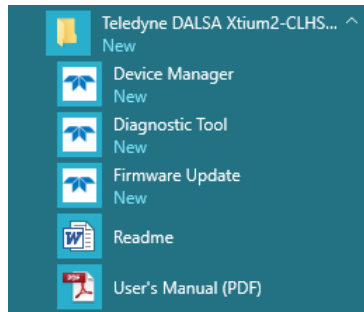 Teledyne DALSA Xtium2-CLHS...
New
Device Manager
New
Diagnostic Tool
New
Firmware Update
New
Readme
User's Manual (PDF)